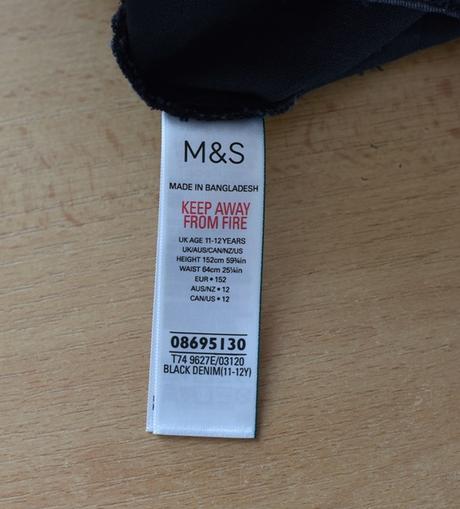 M&S
MADE IN BANGLADESH
KEEP AWAY
FROM FIRE
UK AGE 11-12 YEARS
UK/AUS/CAN/NZ/US
HEIGHT 152cm 59¾in
WAIST 64cm 25¼in
EUR • 152
AUS/NZ • 12
CAN/US • 12
08695130
T74 9627E/03120
BLACK DENIM(11-12Y)